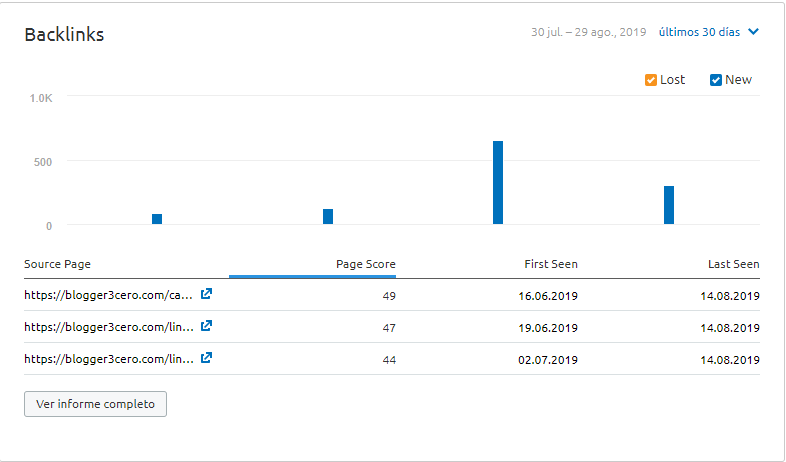 Backlinks 30 jul. – 29 ago., 2019 últimos 30 días
Lost New
1.0K
500
0
Source Page Page Score First Seen Last Seen
https://blogger3cero.com/ca... 49 16.06.2019 14.08.2019
https://blogger3cero.com/lin... 47 19.06.2019 14.08.2019
https://blogger3cero.com/lin... 44 02.07.2019 14.08.2019
Ver informe completo